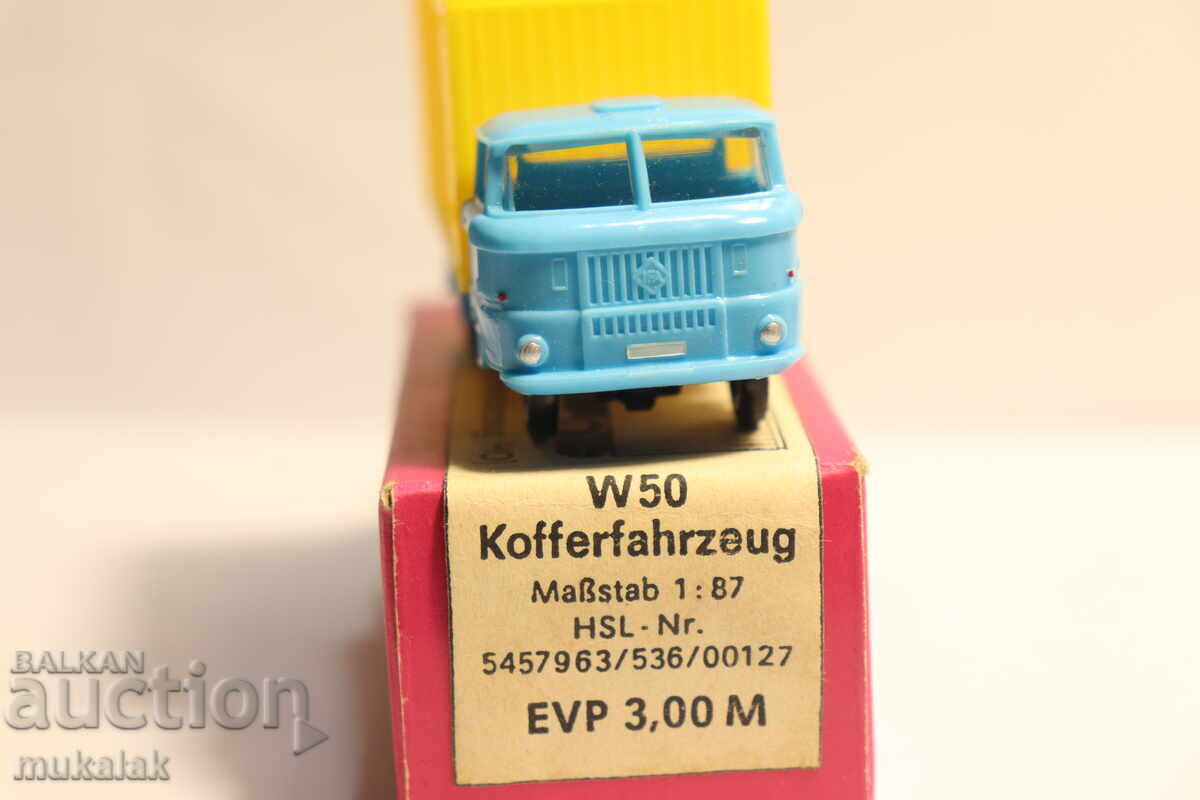 W50
Kofferfahrzeug
Maßstab 1:87
HSL-Nr.
5457963/536/00127
EVP 3,00 M
BALKAN
auction
mukalak